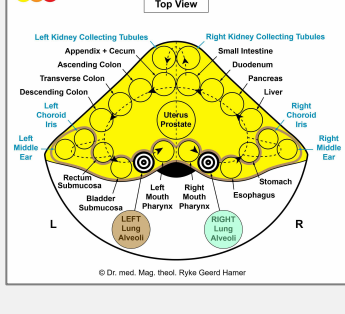 Top View
Left Kidney Collecting Tubules
Right Kidney Collecting Tubules
Appendix + Cecum
Small Intestine
Ascending Colon
Duodenum
Transverse Colon
Pancreas
Descending Colon
Liver
Left
Choroid
Iris
Right
Choroid
Iris
Uterus
Prostate
Left
Middle
Ear
Right
Middle
Ear
Rectum
Submucosa
Stomach
Bladder
Submucosa
Left
Mouth
Pharynx
Right
Mouth
Pharynx
Esophagus
L
LEFT
Lung
Alveoli
RIGHT
Lung
Alveoli
R
© Dr. med. Mag. theol. Ryke Geerd Hamer